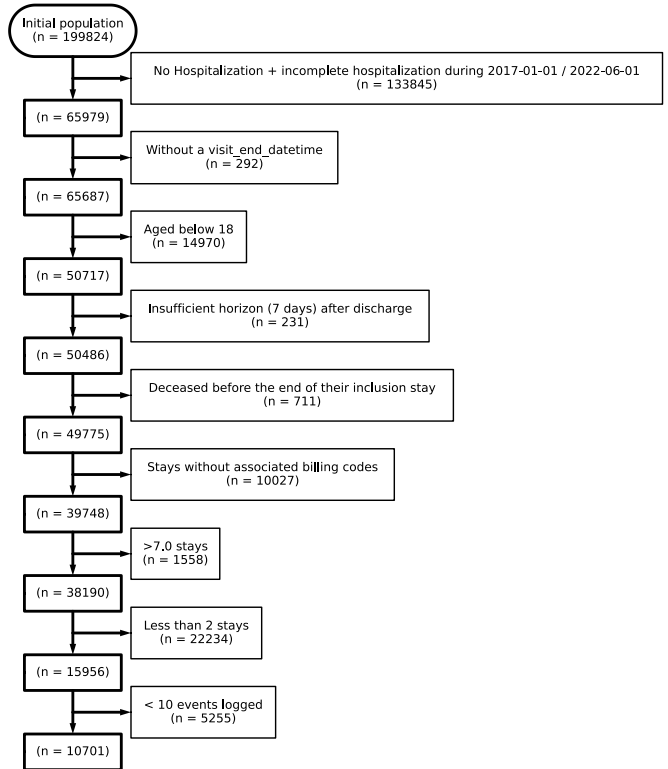 Initial population
(n = 199824)
No Hospitalization + incomplete hospitalization during 2017-01-01 / 2022-06-01
(n = 133845)
(n = 65979)
Without a visit_end_datetime
(n = 292)
(n = 65687)
Aged below 18
(n = 14970)
(n = 50717)
Insufficient horizon (7 days) after discharge
(n = 231)
(n = 50486)
Deceased before the end of their inclusion stay
(n = 711)
(n = 49775)
Stays without associated billing codes
(n = 10027)
(n = 39748)
>7.0 stays
(n = 1558)
(n = 38190)
Less than 2 stays
(n = 22234)
(n = 15956)
< 10 events logged
(n = 5255)
(n = 10701)